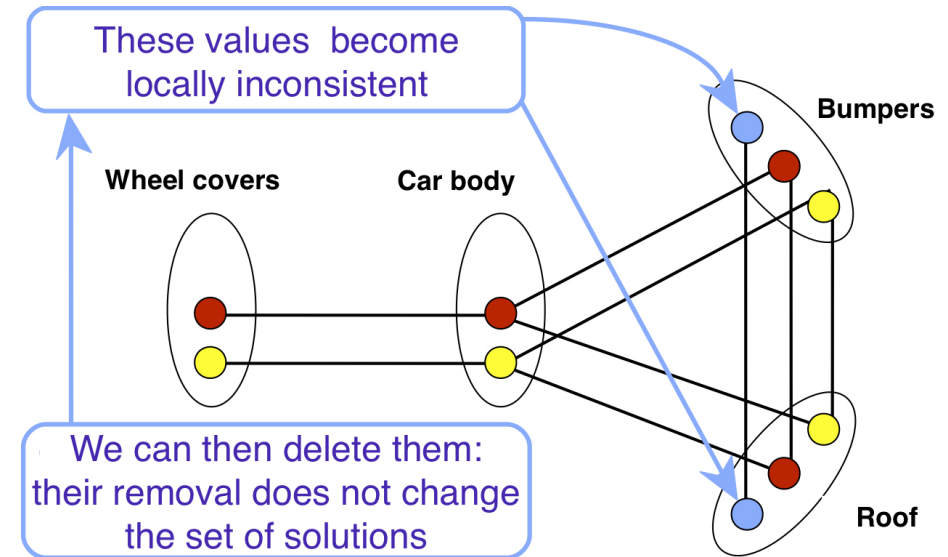 These values become
locally inconsistent
Bumpers
Wheel covers
Car body
We can then delete them:
their removal does not change
the set of solutions
Roof